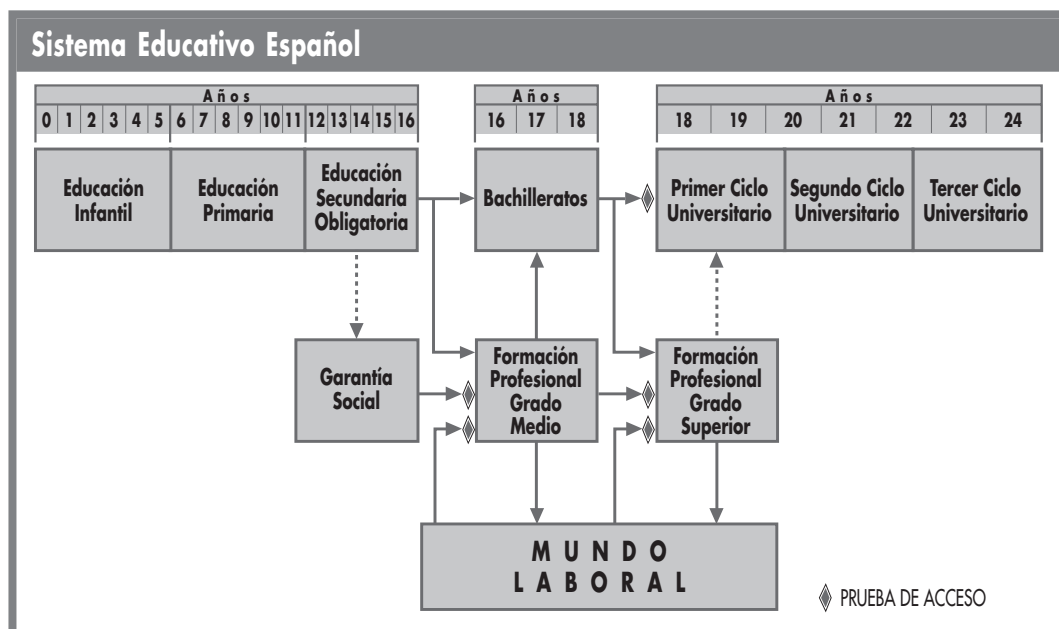 Sistema Educativo Español
Años
0 1 2 3 4 5 6 7 8 9 10 11 12 13 14 15 16
Años
16 17 18
Años
18 19 20 21 22 23 24
Educación
Infantil
Educación
Primaria
Educación
Secundaria
Obligatoria
Bachilleratos
Primer Ciclo
Universitario
Segundo Ciclo
Universitario
Tercer Ciclo
Universitario
Garantía
Social
Formación
Profesional
Grado
Medio
Formación
Profesional
Grado
Superior
MUNDO
LABORAL
PRUEBA DE ACCESO